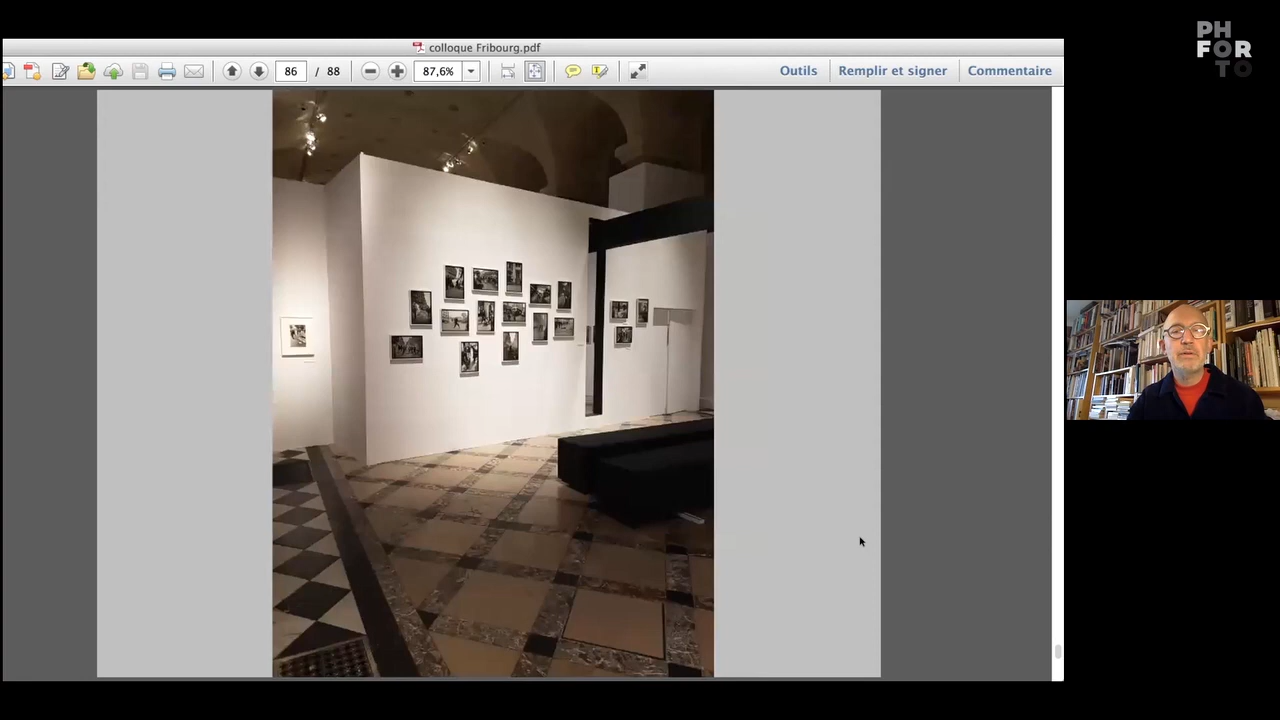 PH
FOR
TO
colloque Fribourg.pdf
86 / 88
87,6%
Outils
Remplir et signer
Commentaire